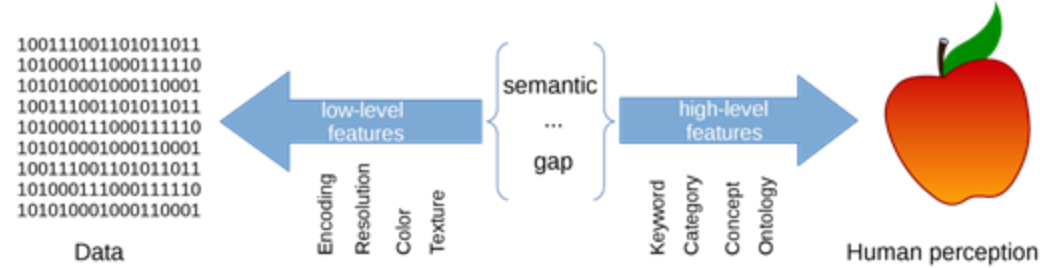 100111001101011011
101000111000111110
101010001000110001
100111001101011011
101000111000111110
101010001000110001
100111001101011011
101000111000111110
101010001000110001
Data
low-level
features
Encoding
Resolution
Color
Texture
semantic
...
gap
high-level
features
Keyword
Category
Concept
Ontology
Human perception